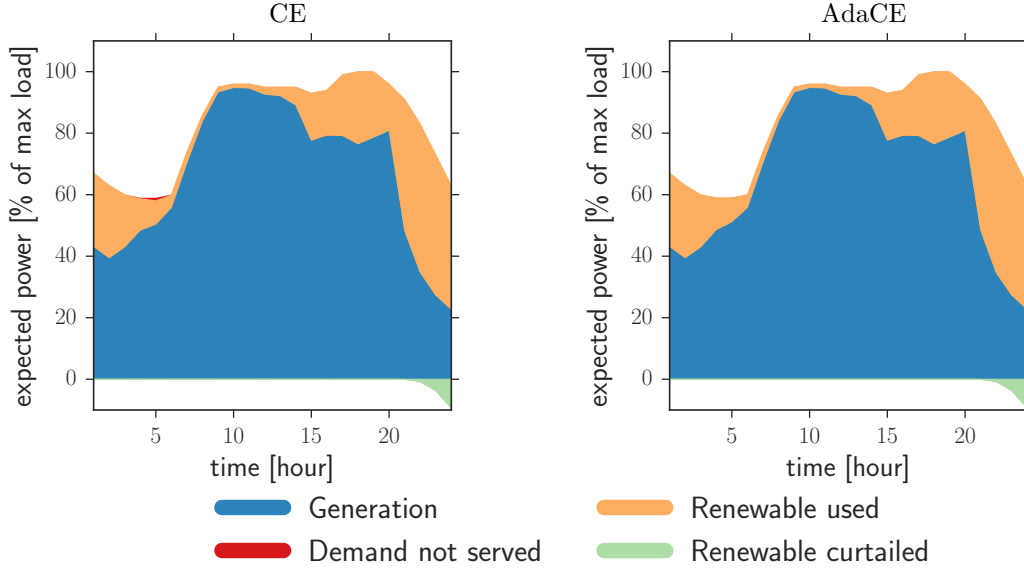 CE
AdaCE
expected power [% of max load]
100
80
60
40
20
0
5 10 15 20
time [hour]
expected power [% of max load]
100
80
60
40
20
0
5 10 15 20
time [hour]
Generation
Renewable used
Demand not served
Renewable curtailed